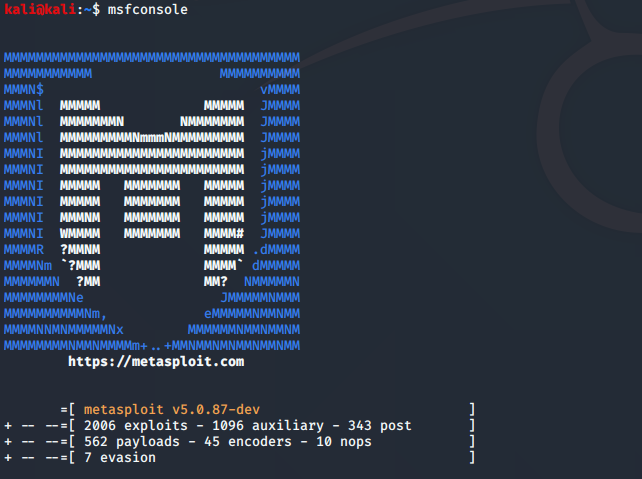 kali@kali:~$ msfconsole
MMMMMMMMMMMMMMMMMMMMMMMMMMMMMMMMMMMMM
MMMMMMMMMMM                MMMMMMMMMM
MMMN$                           vMMMM
MMMNl  MMMMM             MMMMM  JMMMM
MMMNl  MMMMMMMN       NMMMMMMM  JMMMM
MMMNl  MMMMMMMMMNmmmNMMMMMMMMM  JMMMM
MMMNI  MMMMMMMMMMMMMMMMMMMMMMM  jMMMM
MMMNI  MMMMMMMMMMMMMMMMMMMMMMM  jMMMM
MMMNI  MMMMM   MMMMMMM   MMMMM  jMMMM
MMMNI  MMMMM   MMMMMMM   MMMMM  jMMMM
MMMNI  MMMNM   MMMMMMM   MMMMM  jMMMM
MMMNI  WMMMM   MMMMMMM   MMMM#  JMMMM
MMMMR  ?MMNM             MMMMM .dMMMM
MMMMNm `?MMM             MMMM` dMMMMM
MMMMMMN  ?MM             MM?  NMMMMMN
MMMMMMMMNe                 JMMMMMNMMM
MMMMMMMMMMNm,            eMMMMMNMMNMM
MMMMNNMNMMMMMNx        MMMMMMNMMNMMNM
MMMMMMMMNMMNMMMMm+..+MMNMMNMNMMNMMNMM
https://metasploit.com
=[ metasploit v5.0.87-dev                          ]
+ -- --=[ 2006 exploits - 1096 auxiliary - 343 post       ]
+ -- --=[ 562 payloads - 45 encoders - 10 nops            ]
+ -- --=[ 7 evasion                                       ]